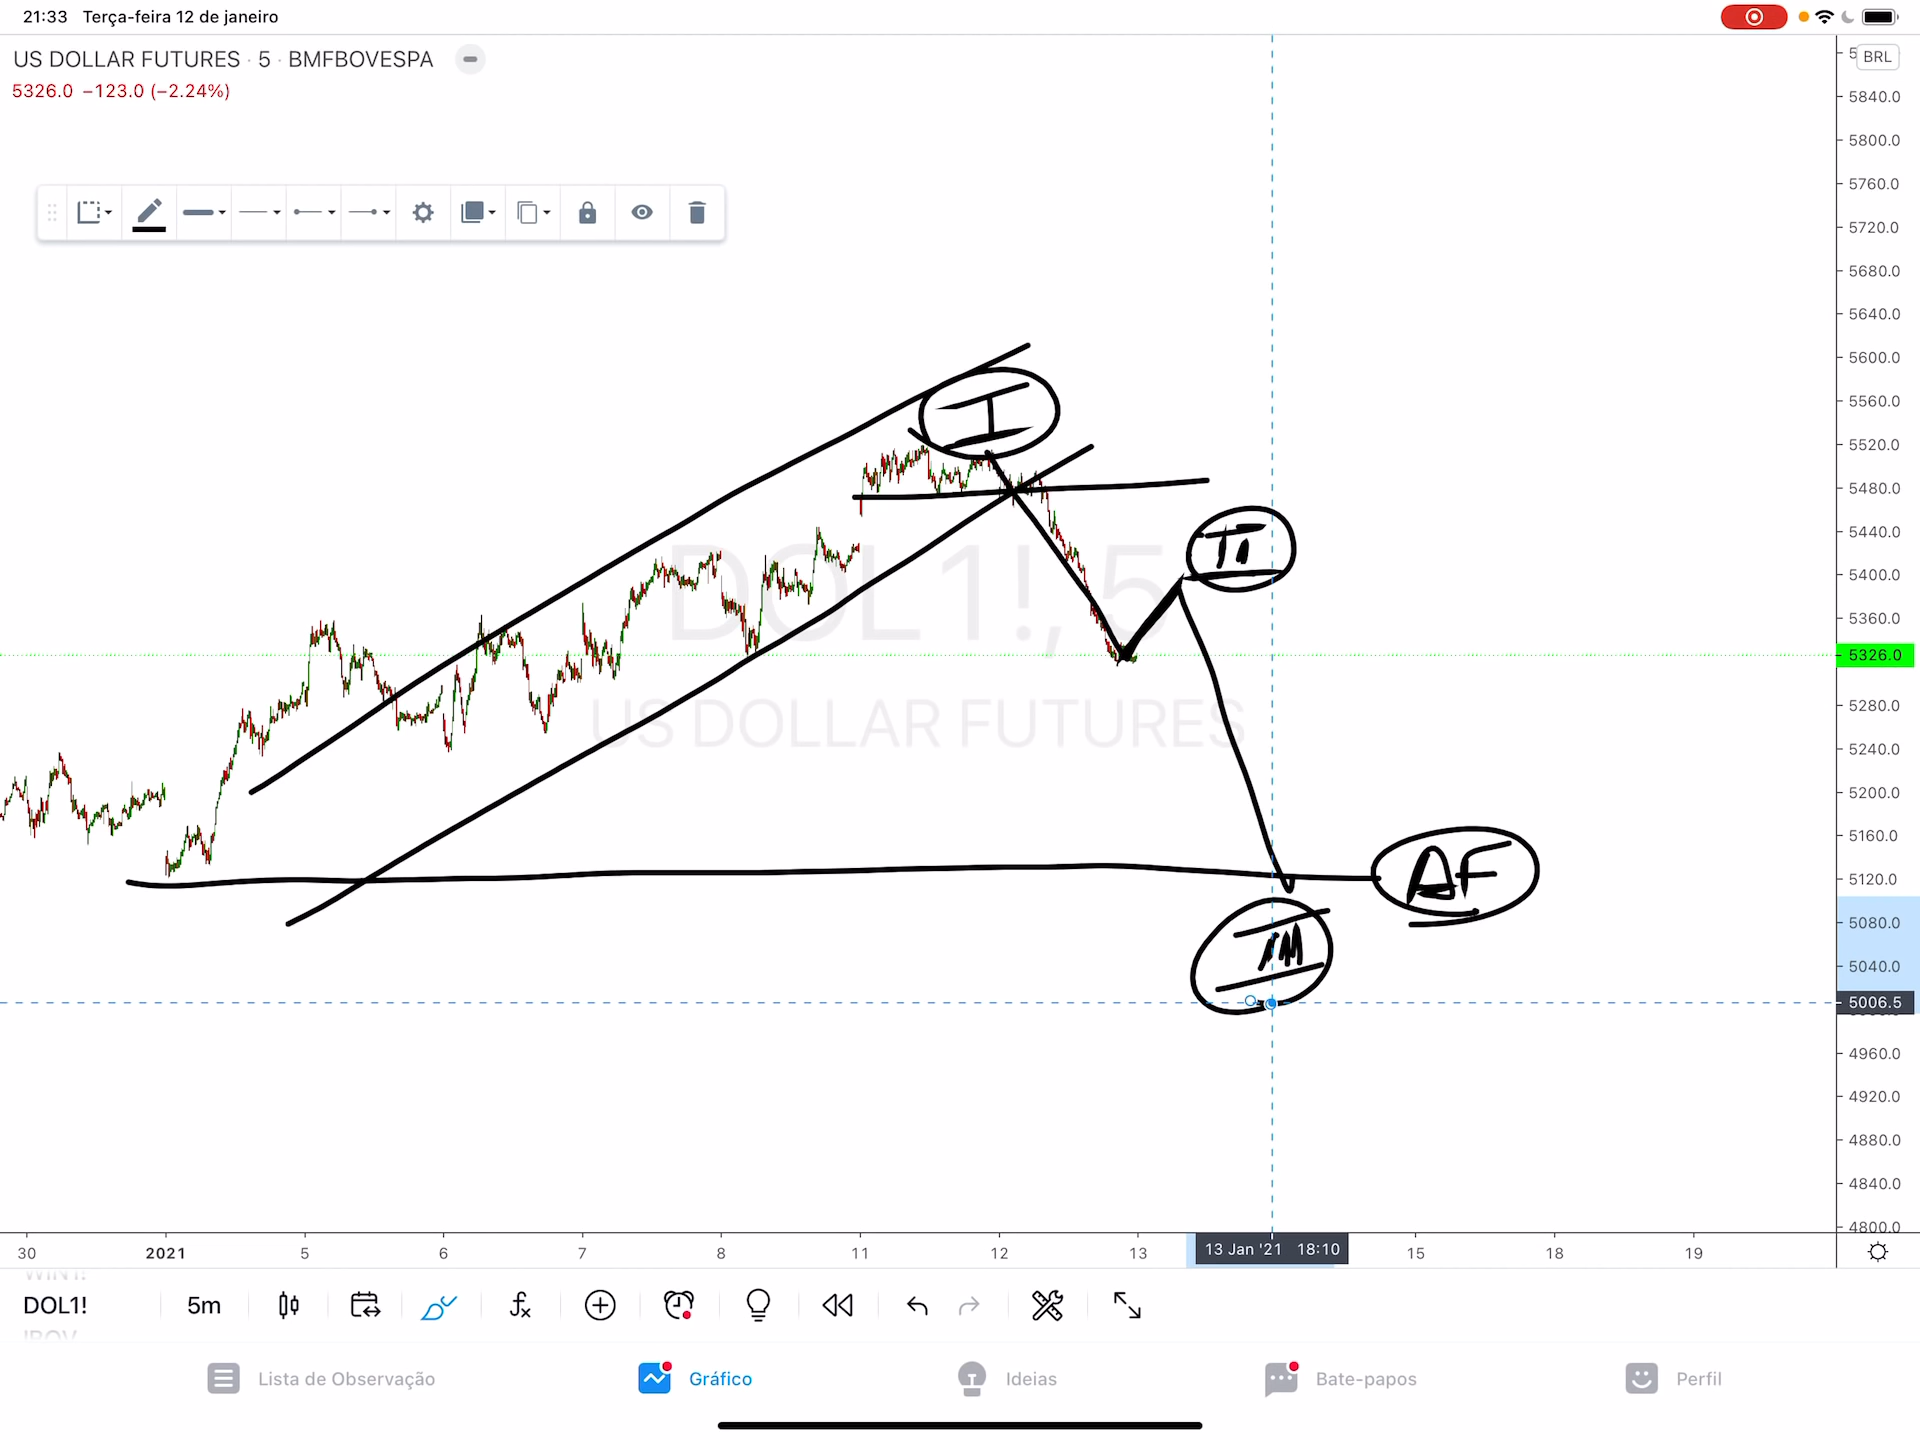 21:33 Terça-feira 12 de janeiro
US DOLLAR FUTURES · 5 · BMFBOVESPA
BRL
5326.0 −123.0 (−2.24%)
5840.0
5800.0
5760.0
5720.0
5680.0
5640.0
5600.0
5560.0
5520.0
5480.0
5440.0
5400.0
5360.0
5326.0
5280.0
5240.0
5200.0
5160.0
5120.0
5080.0
5040.0
5006.5
4960.0
4920.0
4880.0
4840.0
4800.0
I
II
AF
DOL1!, 5
US DOLLAR FUTURES
30 2021 5 6 7 8 11 12 13 13 Jan '21 18:10 15 18 19
DOL1! 5m
Lista de Observação Gráfico Ideias Bate-papos Perfil